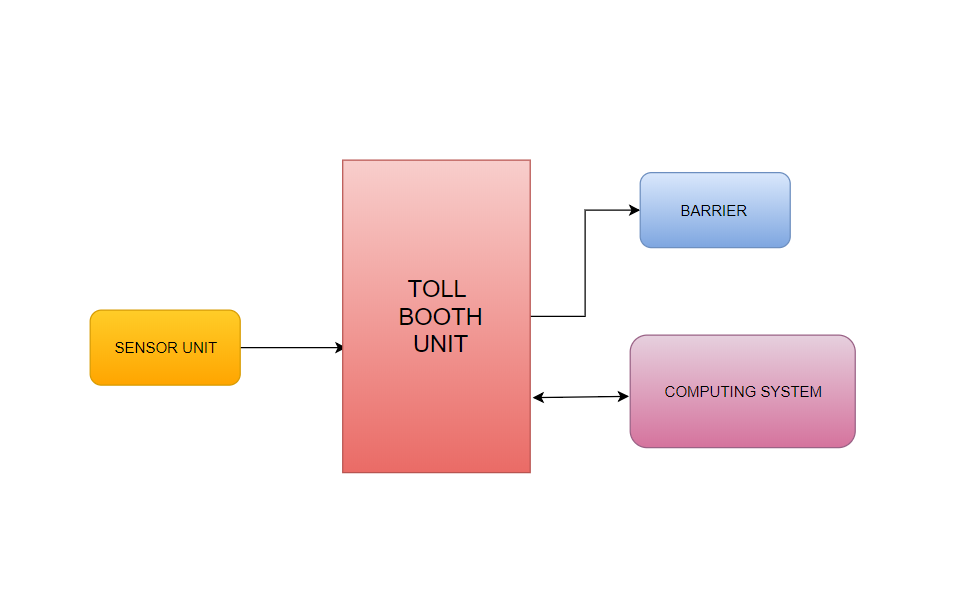 TOLL
BOOTH
UNIT
SENSOR UNIT
BARRIER
COMPUTING SYSTEM